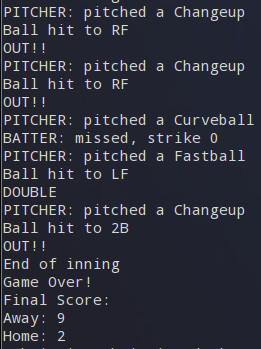 PITCHER: pitched a Changeup
Ball hit to RF
OUT!!
PITCHER: pitched a Changeup
Ball hit to RF
OUT!!
PITCHER: pitched a Curveball
BATTER: missed, strike 0
PITCHER: pitched a Fastball
Ball hit to LF
DOUBLE
PITCHER: pitched a Changeup
Ball hit to 2B
OUT!!
End of inning
Game Over!
Final Score:
Away: 9
Home: 2